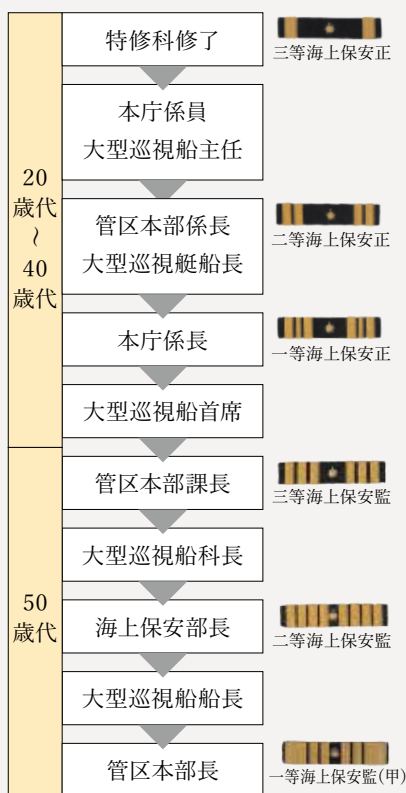 特修科修了
三等海上保安正
本庁係員
大型巡視船主任
20
歳代
〜
40
歳代
管区本部係長
大型巡視艇船長
二等海上保安正
本庁係長
一等海上保安正
大型巡視船首席
管区本部課長
三等海上保安監
大型巡視船科長
50
歳代
海上保安部長
二等海上保安監
大型巡視船船長
管区本部長
一等海上保安監(甲)